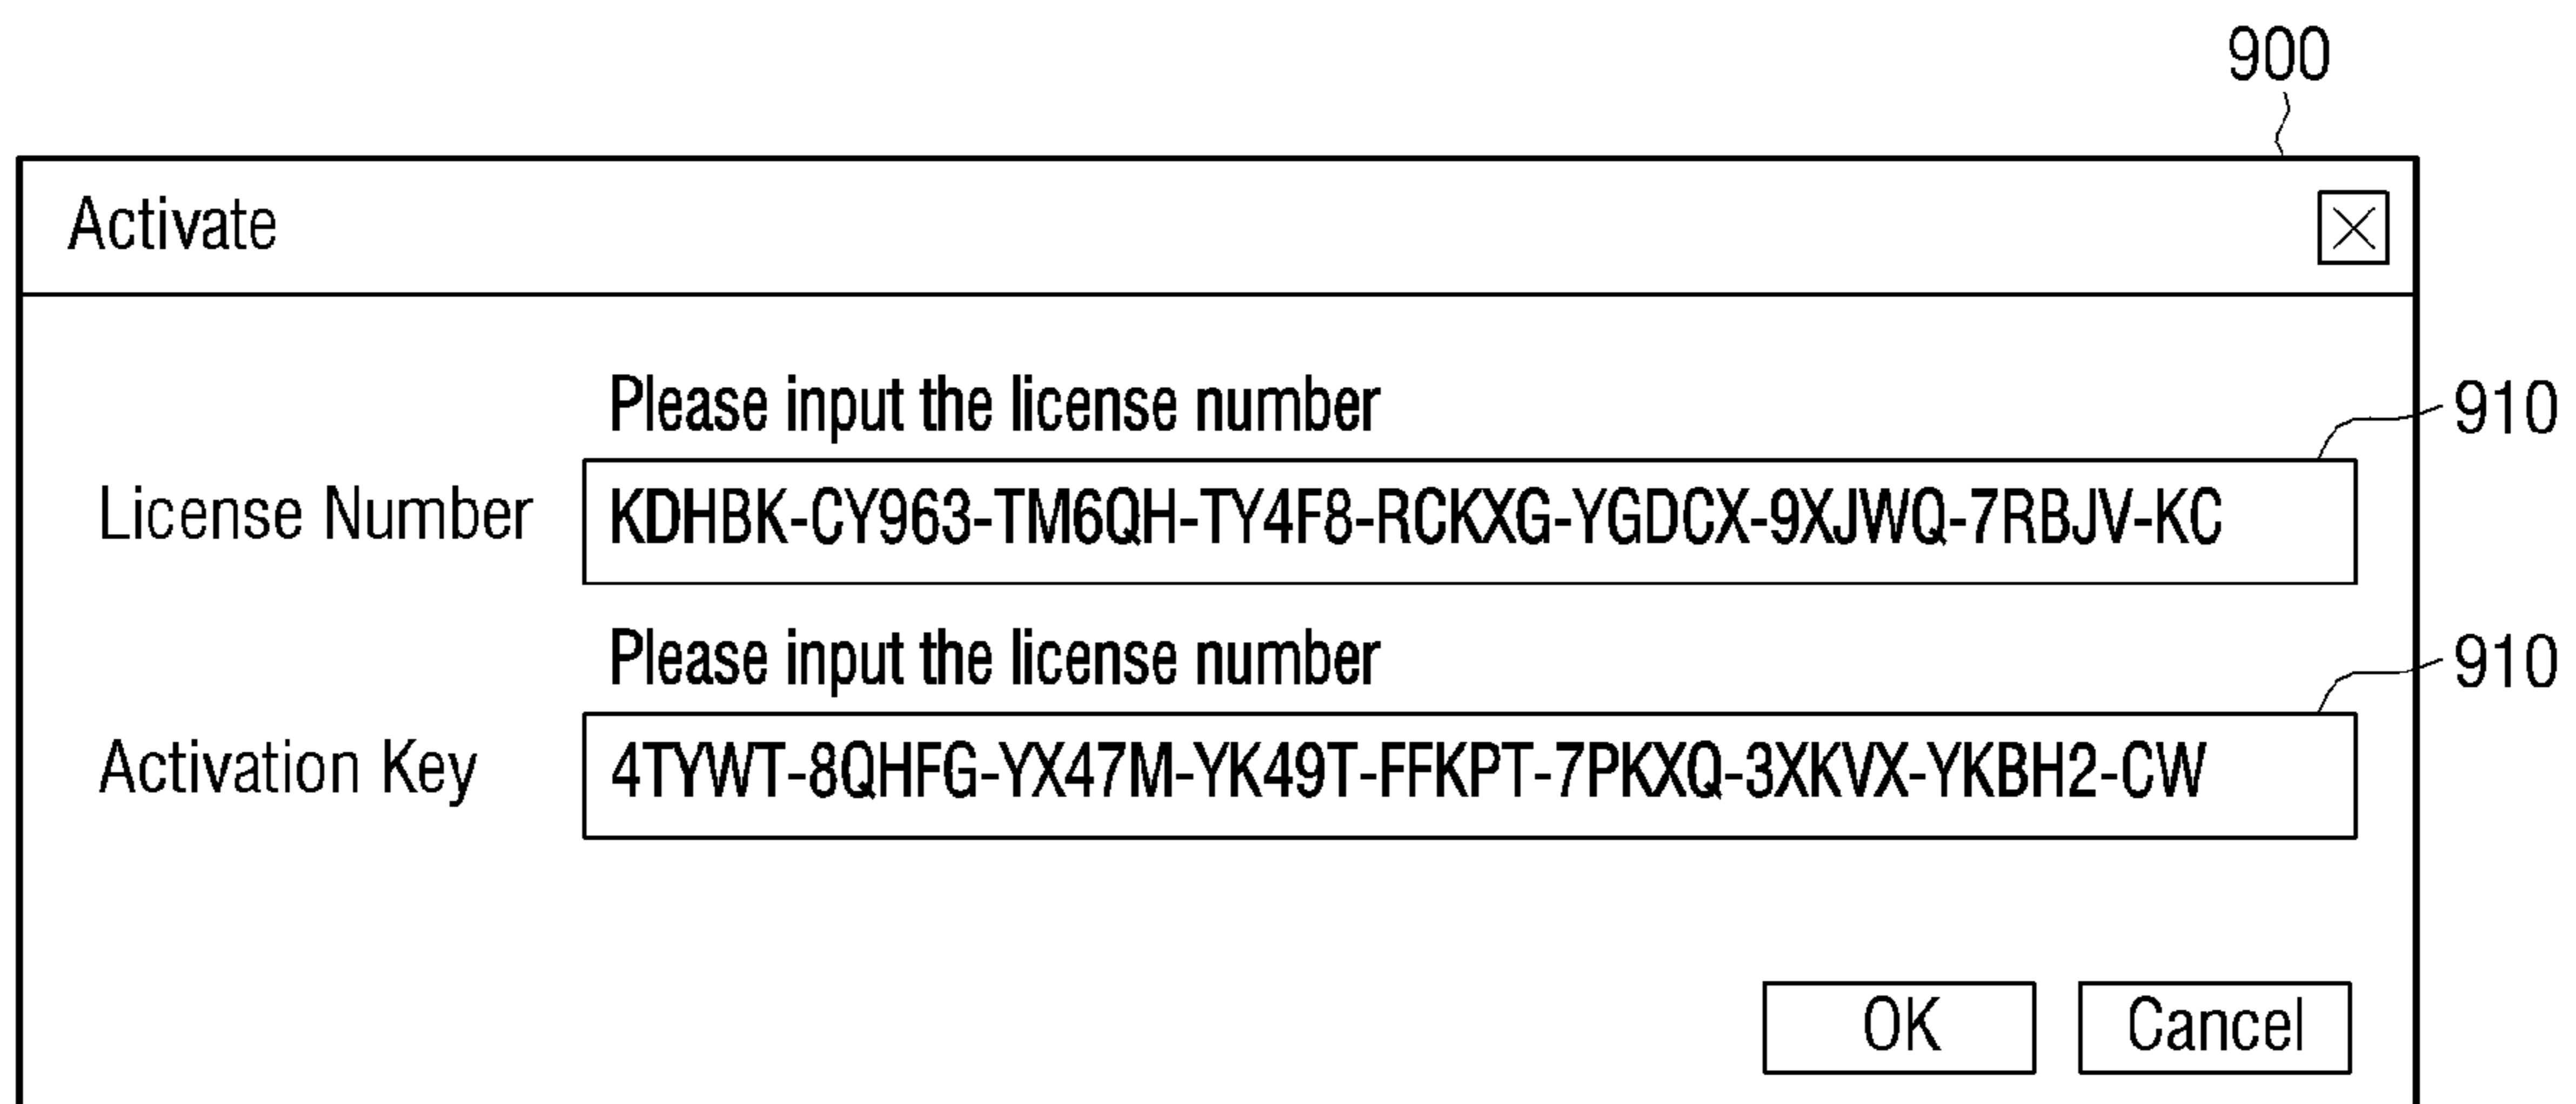 900
Activate
Please input the license number
910
License Number KDHBK-CY963-TM6QH-TY4F8-RCKXG-YGDCX-9XJWQ-7RBJV-KC
Please input the license number
910
Activation Key 4TYWT-8QHFG-YX47M-YK49T-FFKPT-7PKXQ-3XKVX-YKBH2-CW
OK Cancel